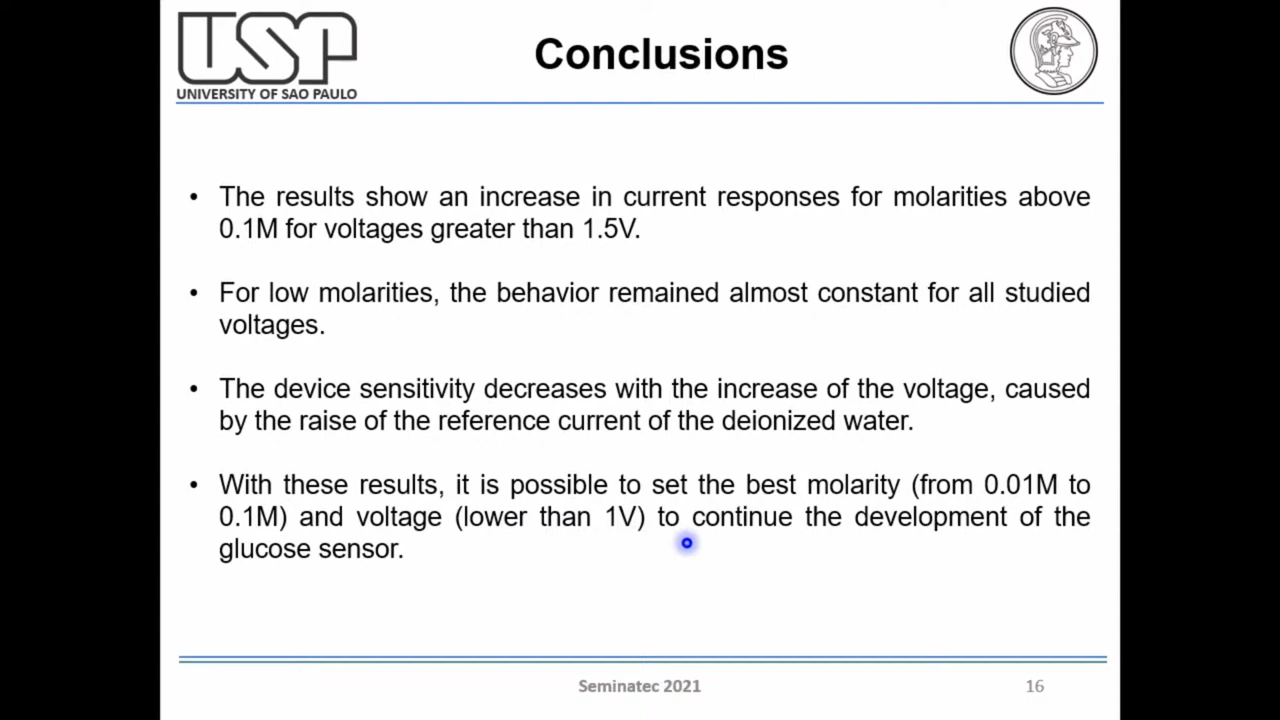 USP
UNIVERSITY OF SAO PAULO
Conclusions
• The results show an increase in current responses for molarities above
0.1M for voltages greater than 1.5V.
• For low molarities, the behavior remained almost constant for all studied
voltages.
• The device sensitivity decreases with the increase of the voltage, caused
by the raise of the reference current of the deionized water.
• With these results, it is possible to set the best molarity (from 0.01M to
0.1M) and voltage (lower than 1V) to continue the development of the
glucose sensor.
Seminatec 2021
16